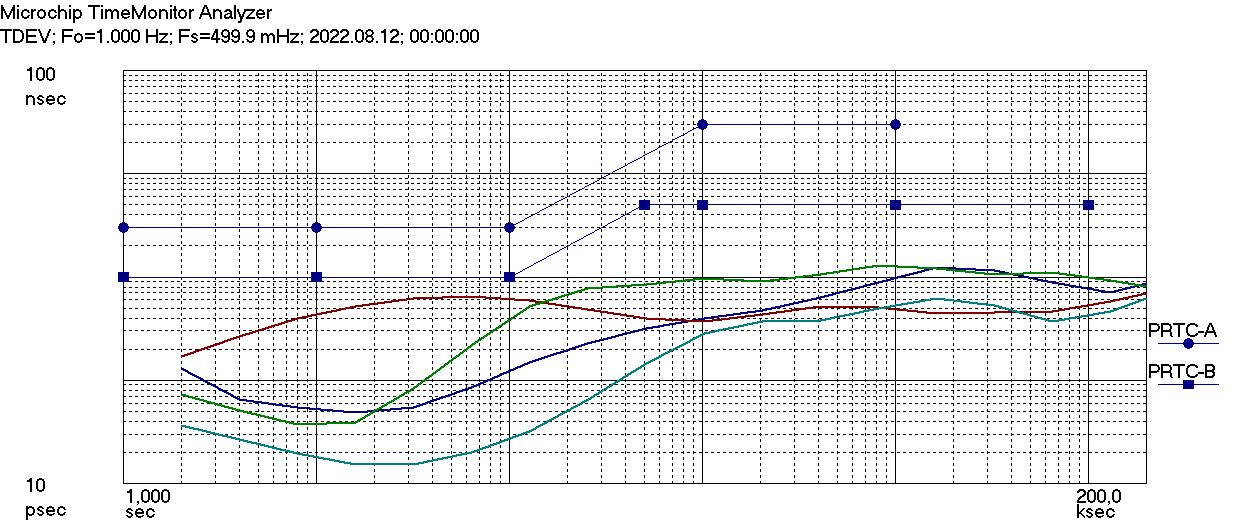 Microchip TimeMonitor Analyzer
TDEV; Fo=1.000 Hz; Fs=499.9 mHz; 2022.08.12; 00:00:00
100
nsec
PRTC-A
PRTC-B
10
psec
1,000
sec
200,0
ksec